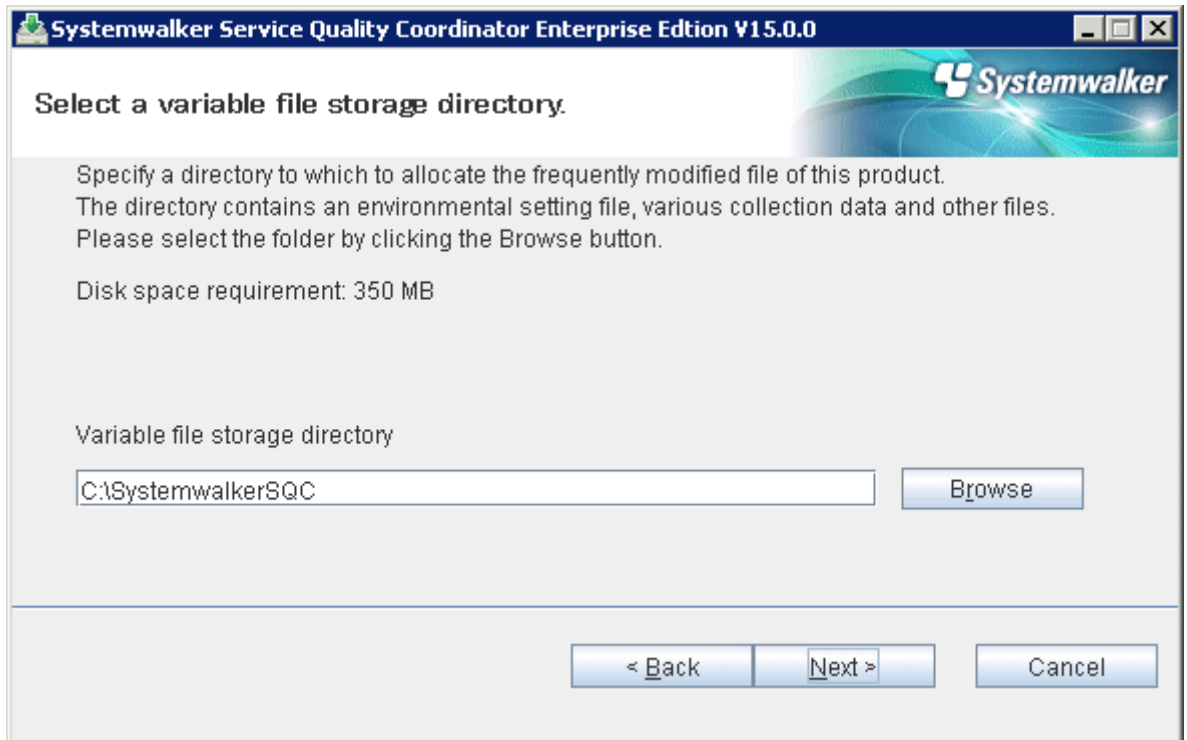 Systemwalker Service Quality Coordinator Enterprise Edtion V15.0.0
Systemwalker
Select a variable file storage directory.
Specify a directory to which to allocate the frequently modified file of this product.
The directory contains an environmental setting file, various collection data and other files.
Please select the folder by clicking the Browse button.
Disk space requirement: 350 MB
Variable file storage directory
C:\SystemwalkerSQC
Browse
< Back
Next >
Cancel